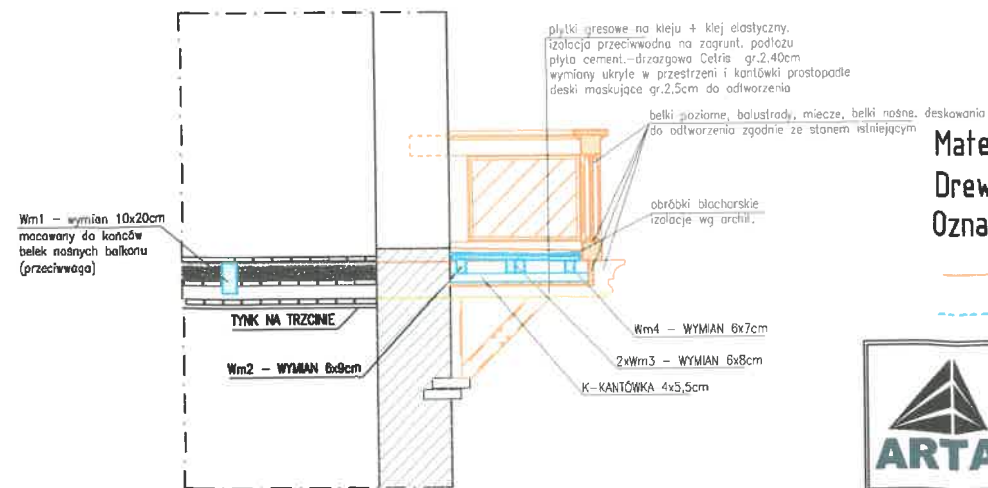 płytki gresowe na kleju + klej elastyczny.
izolacja przeciwwodna na zagrunt. podłożu
płyta cement.-drzazgowa Cetris gr.2,40cm
wymiany ukryte w przestrzeni i kantówki prostopadle
deski maskujące gr.2,5cm do odtworzenia
belki poziome, balustrady, miecze, belki nośne. deskowania
do odtworzenia zgodnie ze stanem istniejącym
Mate
Drew
Ozna
obróbki blacharskie
izolacje wg archit.
Wm1 - wymian 10x20cm
mocowany do końców
belek nośnych balkonu
(przeciwwaga)
TYNK NA TRZCINIE
Wm4 - WYMIAN 6x7cm
Wm2 - WYMIAN 6x9cm
2xWm3 - WYMIAN 6x8cm
K-KANTÓWKA 4x5,5cm
ARTA